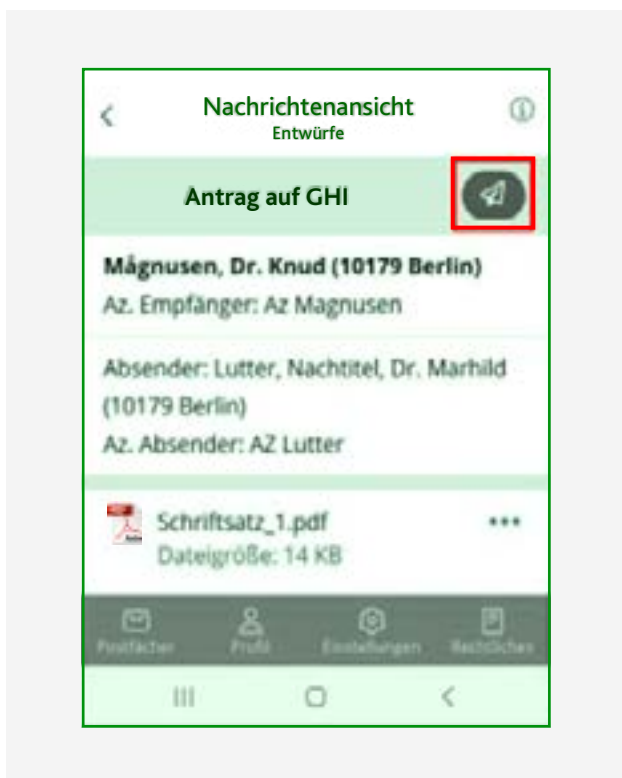 Nachrichtenansicht
Entwürfe
Antrag auf GHI
Mågnusen, Dr. Knud (10179 Berlin)
Az. Empfänger: Az Magnusen
Absender: Lutter, Nachtitel, Dr. Marhild
(10179 Berlin)
Az. Absender: AZ Lutter
Schriftsatz_1.pdf
Dateigröße: 14 KB
Postfächer Profil Einstellungen Rechtliches